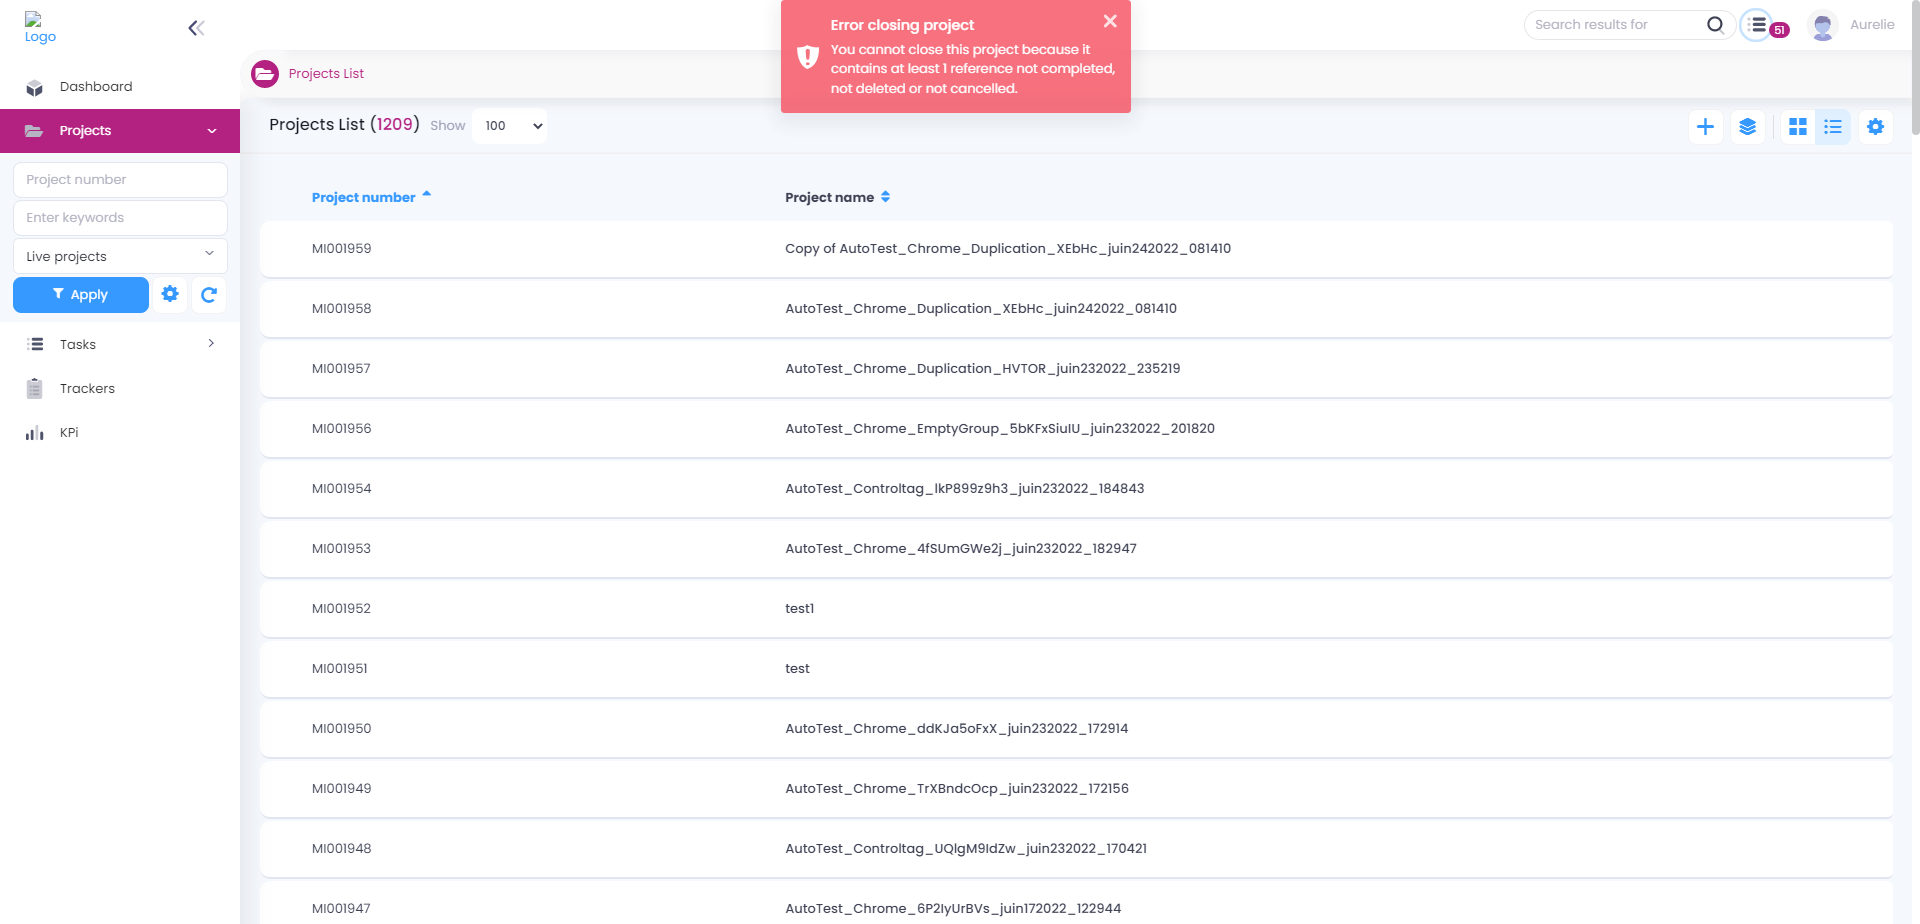 Logo
Error closing project
You cannot close this project because it
contains at least 1 reference not completed,
not deleted or not cancelled.
Search results for
51
Aurelie
Dashboard
Projects
Project number
Enter keywords
Live projects
Apply
Tasks
Trackers
KPi
Projects List
Projects List (1209) Show 100
Project number Project name
MI001959 Copy of AutoTest_Chrome_Duplication_XEbHc_juin242022_081410
MI001958 AutoTest_Chrome_Duplication_XEbHc_juin242022_081410
MI001957 AutoTest_Chrome_Duplication_HVTOR_juin232022_235219
MI001956 AutoTest_Chrome_EmptyGroup_5bKFxSiuIU_juin232022_201820
MI001954 AutoTest_Controltag_lkP899z9h3_juin232022_184843
MI001953 AutoTest_Chrome_4fSUmGWe2j_juin232022_182947
MI001952 test1
MI001951 test
MI001950 AutoTest_Chrome_ddKJa5oFxX_juin232022_172914
MI001949 AutoTest_Chrome_TrXBndcOcp_juin232022_172156
MI001948 AutoTest_Controltag_UQlgM9IdZw_juin232022_170421
MI001947 AutoTest_Chrome_6P2IyUrBVs_juin172022_122944